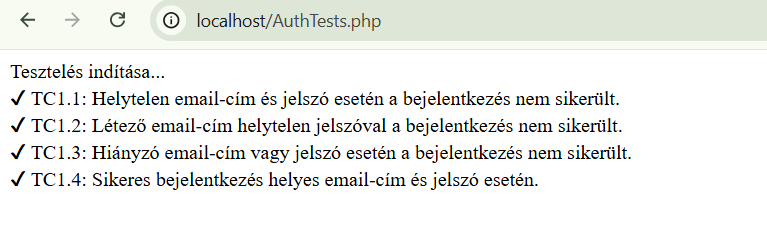 localhost/AuthTests.php
Tesztelés indítása...
✓ TC1.1: Helytelen email-cím és jelszó esetén a bejelentkezés nem sikerült.
✓ TC1.2: Létező email-cím helytelen jelszóval a bejelentkezés nem sikerült.
✓ TC1.3: Hiányzó email-cím vagy jelszó esetén a bejelentkezés nem sikerült.
✓ TC1.4: Sikeres bejelentkezés helyes email-cím és jelszó esetén.